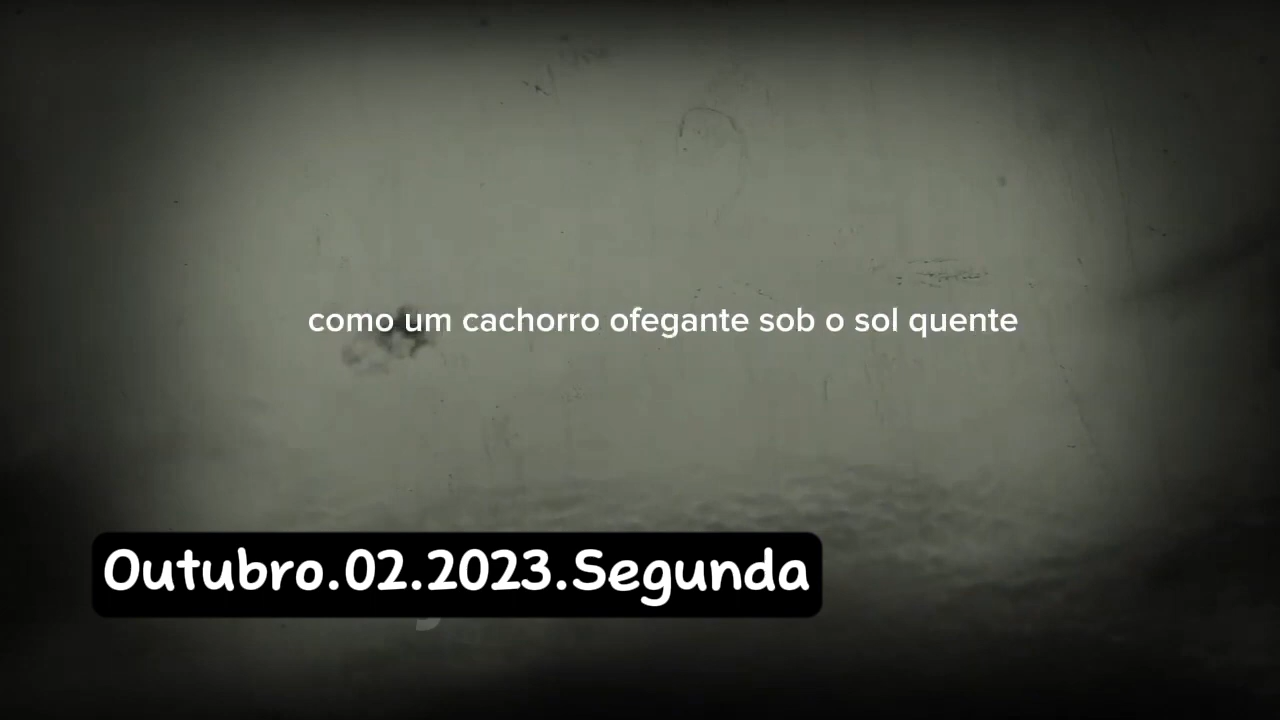 como um cachorro ofegante sob o sol quente
Outubro.02.2023.Segunda